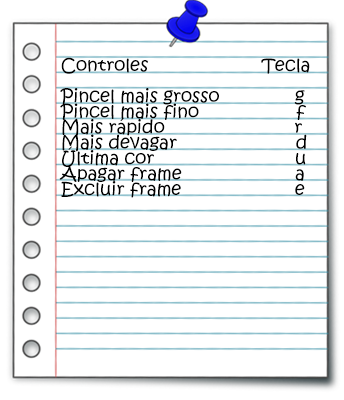 Controles Tecla
Pincel mais grosso g
Pincel mais fino f
Mais rapido r
Mais devagar d
Ultima cor u
Apagar frame a
Excluir frame e